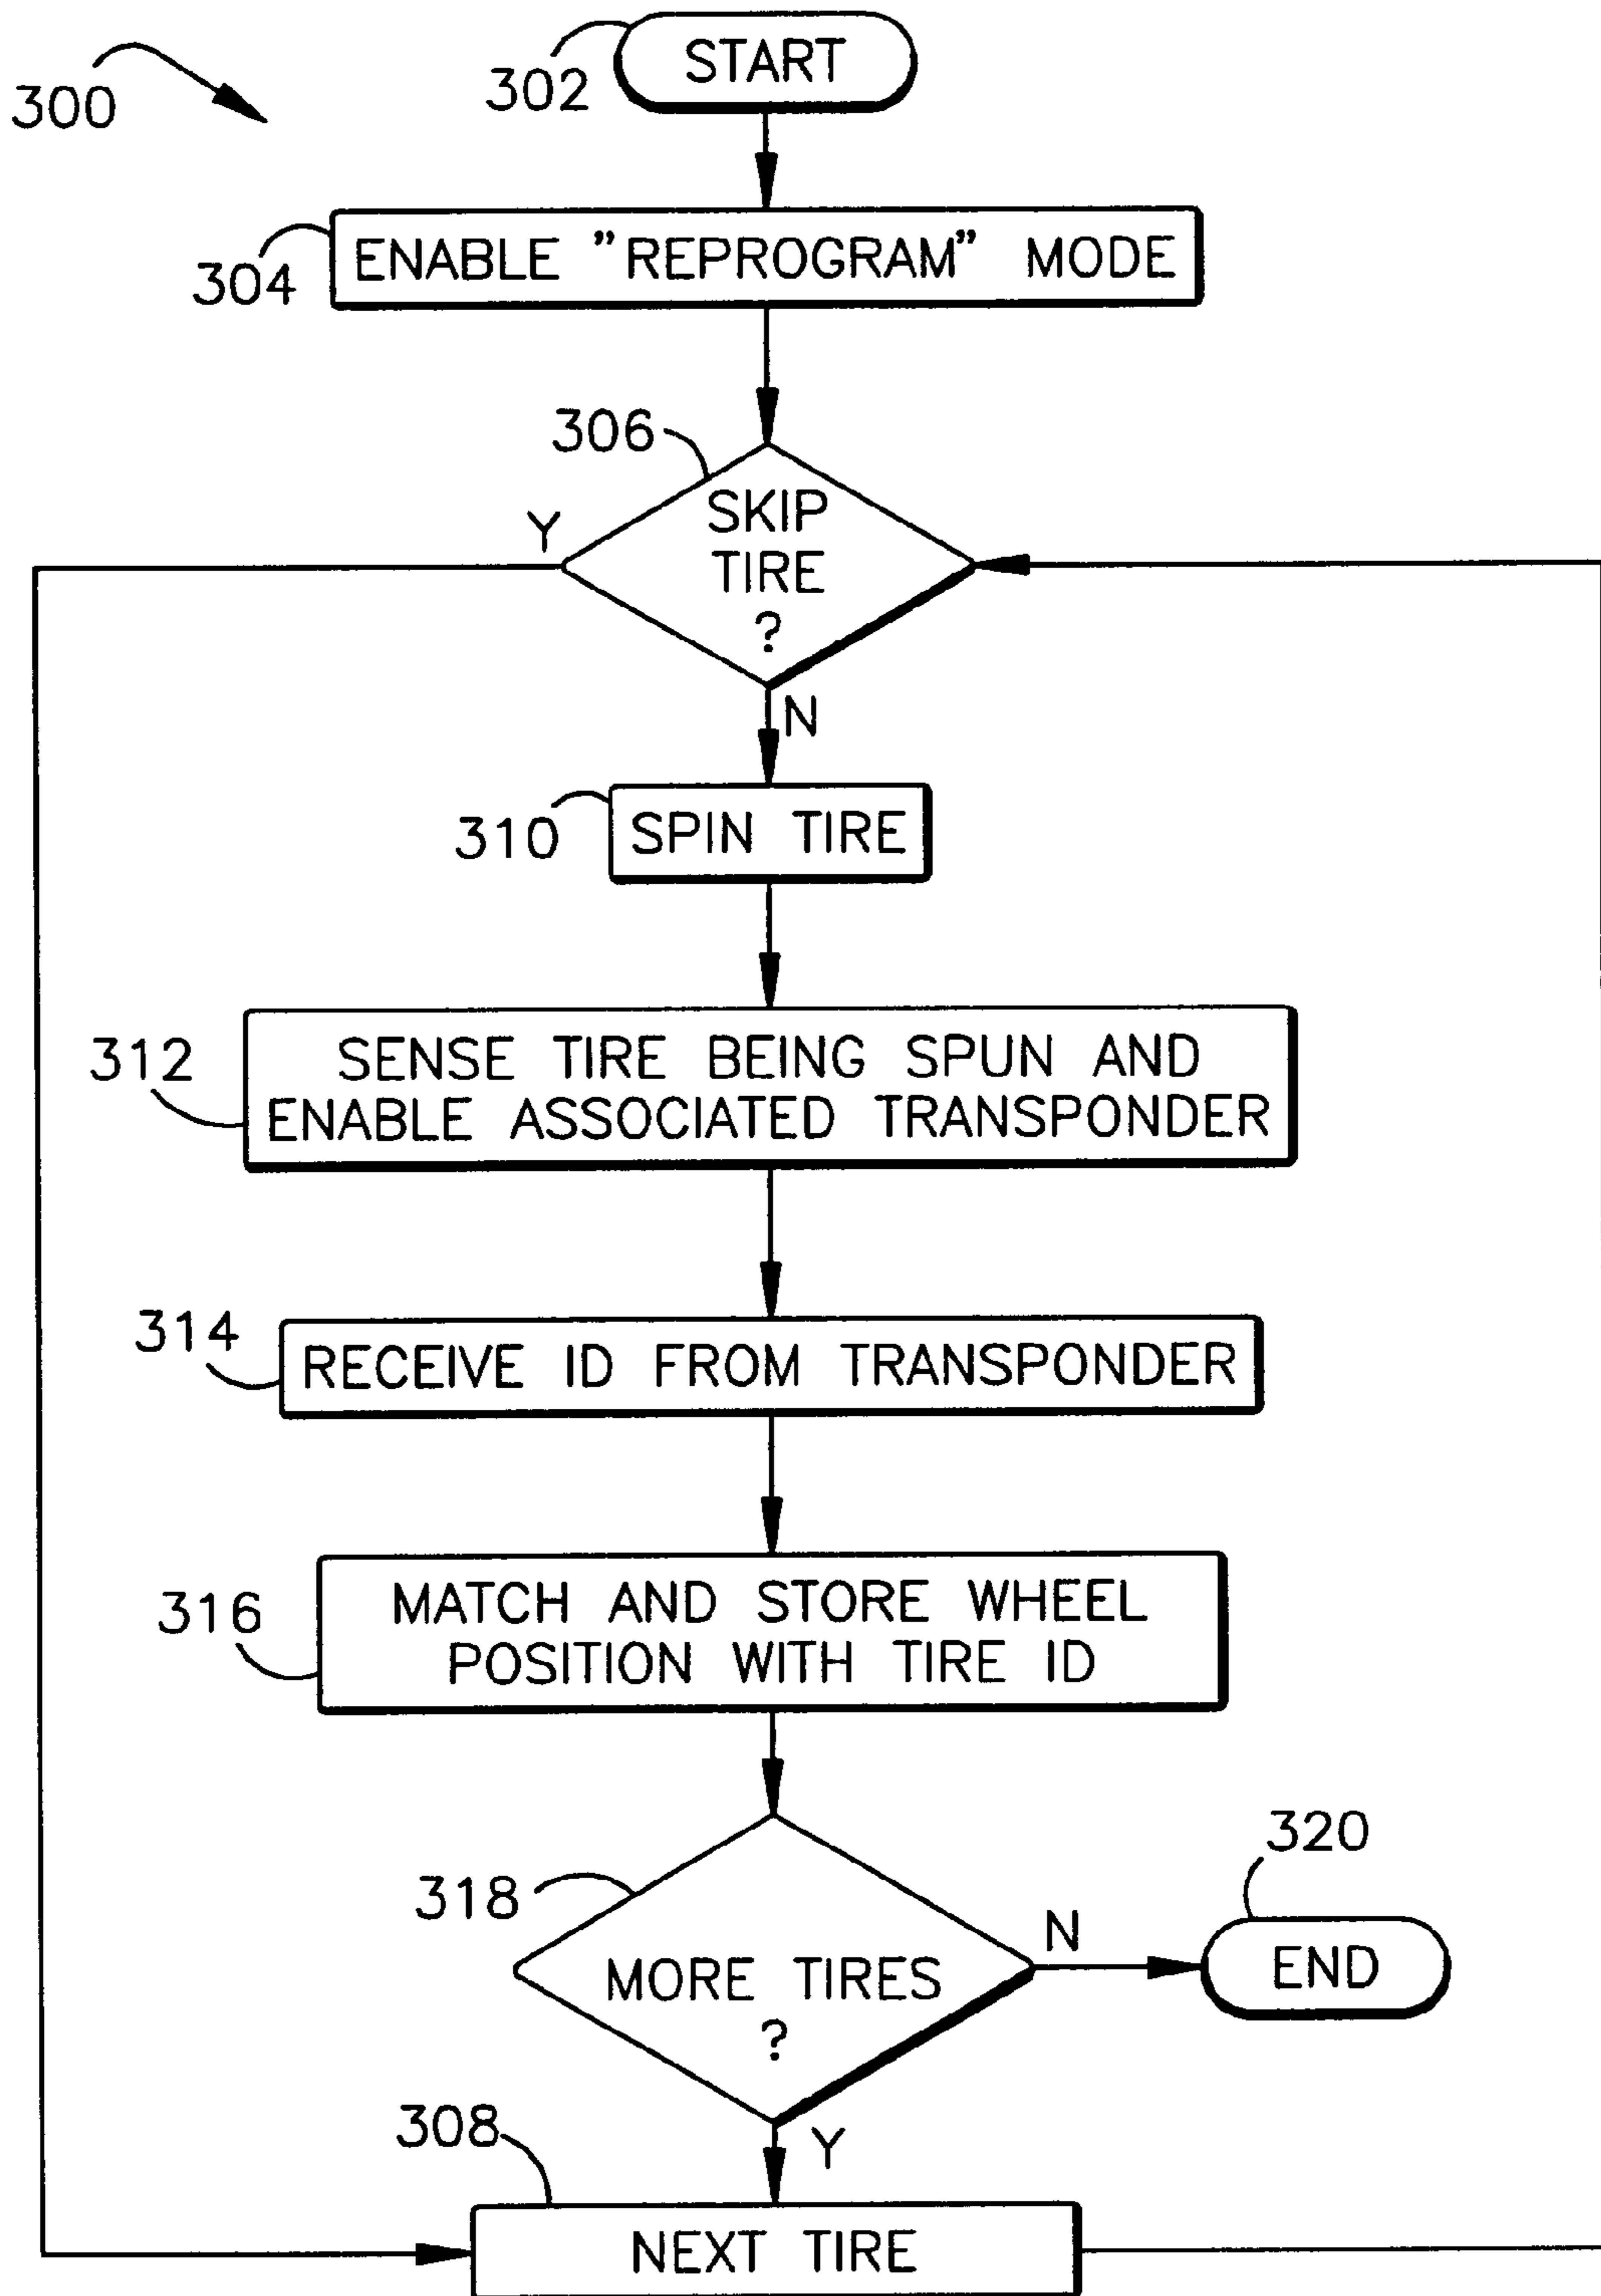 300
302
START
304
ENABLE ”REPROGRAM” MODE
306
SKIP
TIRE
?
Y
N
310
SPIN TIRE
312
SENSE TIRE BEING SPUN AND
ENABLE ASSOCIATED TRANSPONDER
314
RECEIVE ID FROM TRANSPONDER
316
MATCH AND STORE WHEEL
POSITION WITH TIRE ID
318
MORE TIRES
?
N
320
END
Y
308
NEXT TIRE